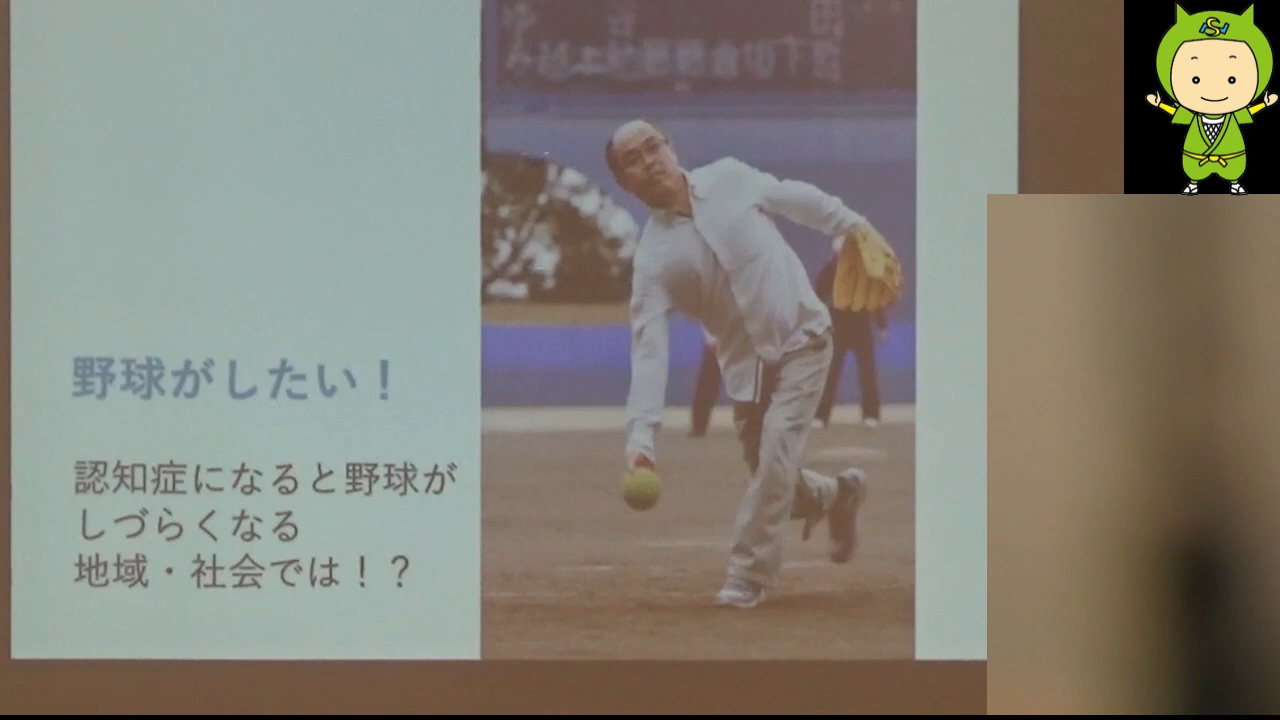 野球がしたい！
認知症になると野球が
しづらくなる
地域・社会では！？